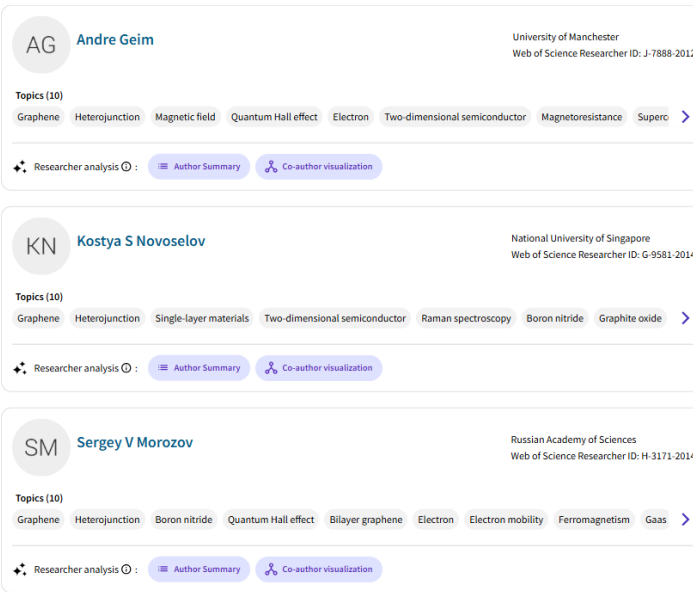 AG
Andre Geim
University of Manchester
Web of Science Researcher ID: J-7888-2012
Topics (10)
Graphene Heterojunction Magnetic field Quantum Hall effect Electron Two-dimensional semiconductor Magnetoresistance Superc
Researcher analysis : Author Summary Co-author visualization
KN
Kostya S Novoselov
National University of Singapore
Web of Science Researcher ID: G-9581-2014
Topics (10)
Graphene Heterojunction Single-layer materials Two-dimensional semiconductor Raman spectroscopy Boron nitride Graphite oxide
Researcher analysis : Author Summary Co-author visualization
SM
Sergey V Morozov
Russian Academy of Sciences
Web of Science Researcher ID: H-3171-2014
Topics (10)
Graphene Heterojunction Boron nitride Quantum Hall effect Bilayer graphene Electron Electron mobility Ferromagnetism Gaas
Researcher analysis : Author Summary Co-author visualization